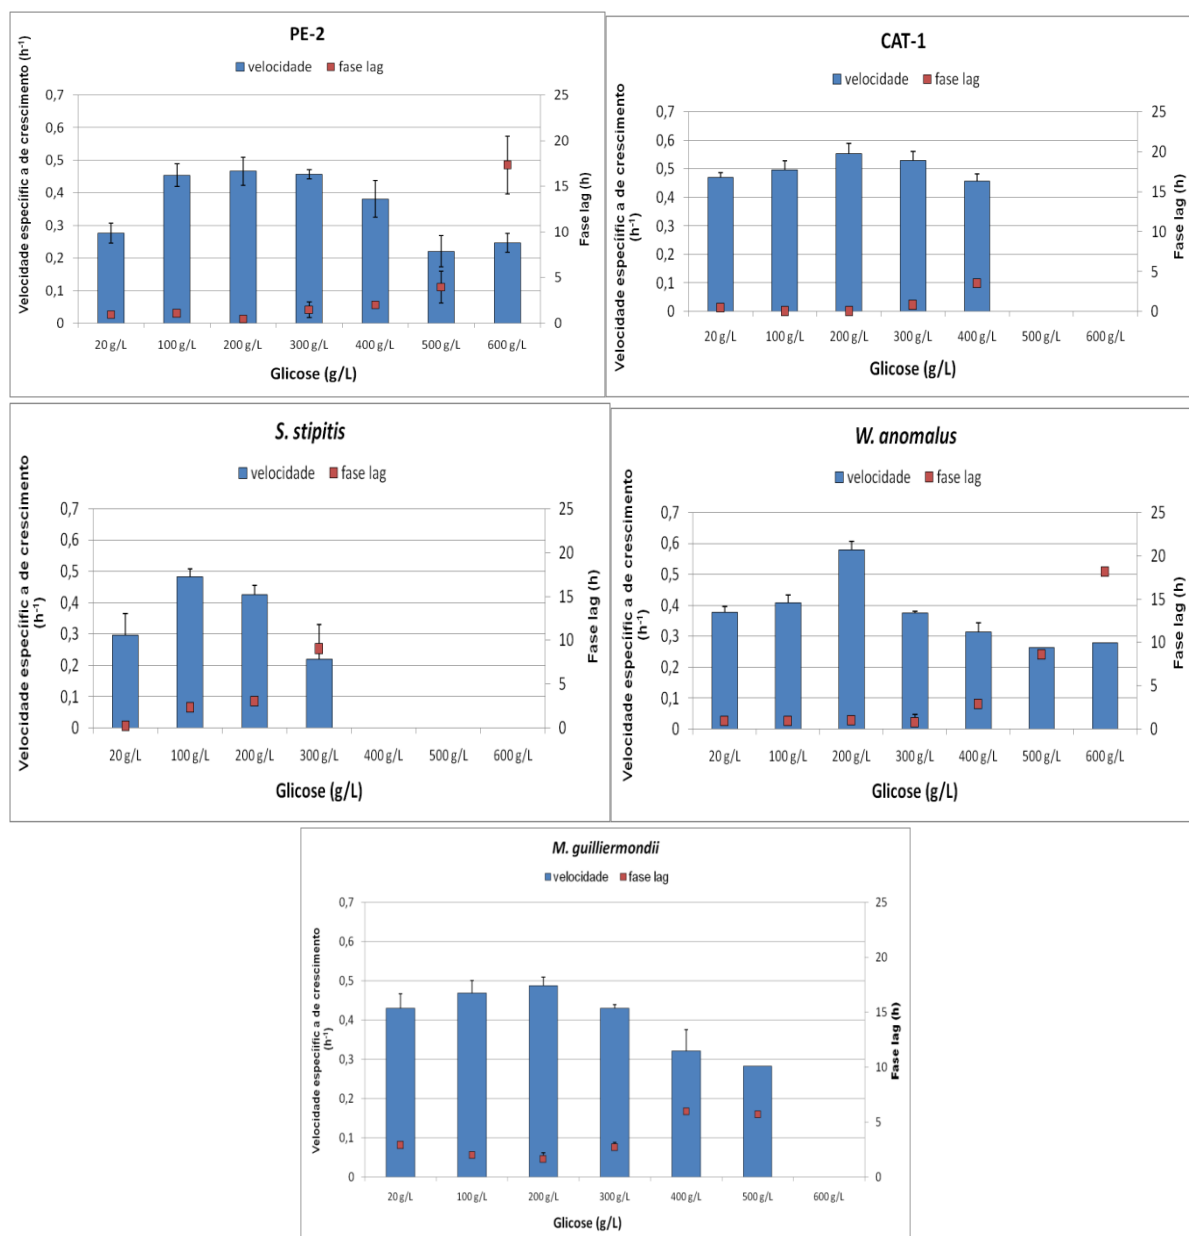 PE-2
velocidade fase lag
Velocidade especíífic a de crescimento (h⁻¹)
0,7
0,6
0,5
0,4
0,3
0,2
0,1
0
25
20
15
10
5
0
Fase lag (h)
20 g/L 100 g/L 200 g/L 300 g/L 400 g/L 500 g/L 600 g/L
Glicose (g/L)
CAT-1
velocidade fase lag
Velocidade especíífic a de crescimento
(h⁻¹)
0,7
0,6
0,5
0,4
0,3
0,2
0,1
0
25
20
15
10
5
0
Fase lag (h)
20 g/L 100 g/L 200 g/L 300 g/L 400 g/L 500 g/L 600 g/L
Glicose (g/L)
S. stipitis
velocidade fase lag
Velocidade especíífic a de crescimento
(h⁻¹)
0,7
0,6
0,5
0,4
0,3
0,2
0,1
0
25
20
15
10
5
0
Fase lag (h)
20 g/L 100 g/L 200 g/L 300 g/L 400 g/L 500 g/L 600 g/L
Glicose (g/L)
W. anomalus
velocidade fase lag
Velocidade especíífic a de crescimento
(h⁻¹)
0,7
0,6
0,5
0,4
0,3
0,2
0,1
0
25
20
15
10
5
0
Fase lag (h)
20 g/L 100 g/L 200 g/L 300 g/L 400 g/L 500 g/L 600 g/L
Glicose (g/L)
M. guilliermondii
velocidade fase lag
Velocidade especíífic a de crescimento
(h⁻¹)
0,7
0,6
0,5
0,4
0,3
0,2
0,1
0
25
20
15
10
5
0
Fase lag (h)
20 g/L 100 g/L 200 g/L 300 g/L 400 g/L 500 g/L 600 g/L
Glicose (g/L)